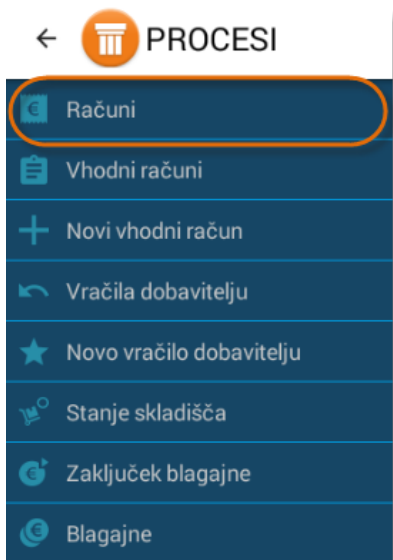 PROCESI
Računi
Vhodni računi
Novi vhodni račun
Vračila dobavitelju
Novo vračilo dobavitelju
Stanje skladišča
Zaključek blagajne
Blagajne